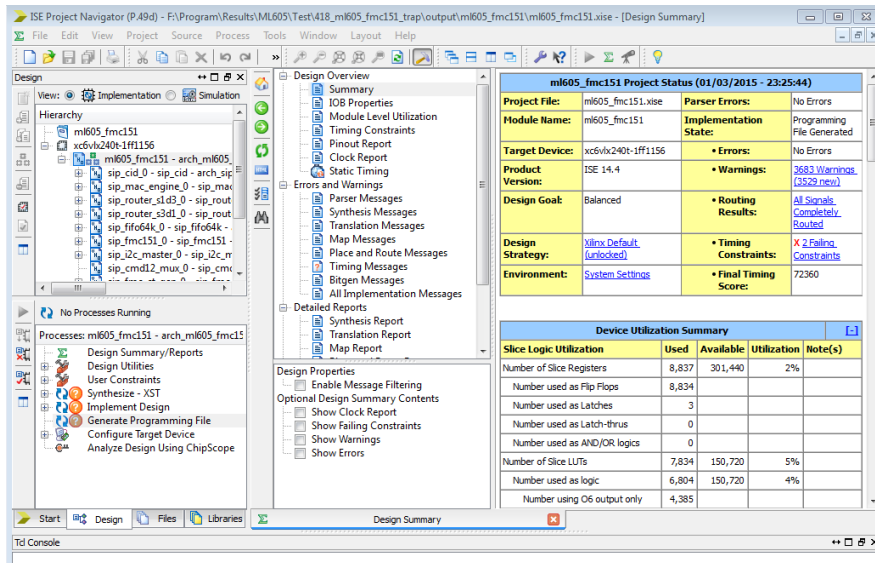 ISE Project Navigator (P.49d) - F:\Program\Results\ML605\Test\418_ml605_fmc151_trap\output\ml605_fmc151\ml605_fmc151.xise - [Design Summary]
File Edit View Project Source Process Tools Window Layout Help
Design
View: Implementation Simulation
Hierarchy
ml605_fmc151
xc6vlx240t-1ff1156
ml605_fmc151 - arch_ml605_
sip_cid_0 - sip_cid - arch_sip
sip_mac_engine_0 - sip_mac
sip_router_s1d3_0 - sip_rout
sip_router_s3d1_0 - sip_rout
sip_fifo64k_0 - sip_fifo64k -
sip_fmc151_0 - sip_fmc151 -
sip_i2c_master_0 - sip_i2c_m
sip_cmd12_mux_0 - sip_cmc
No Processes Running
Processes: ml605_fmc151 - arch_ml605_fmc15
Design Summary/Reports
Design Utilities
User Constraints
Synthesize - XST
Implement Design
Generate Programming File
Configure Target Device
Analyze Design Using ChipScope
Start Design Files Libraries
Design Overview
Summary
IOB Properties
Module Level Utilization
Timing Constraints
Pinout Report
Clock Report
Static Timing
Errors and Warnings
Parser Messages
Synthesis Messages
Translation Messages
Map Messages
Place and Route Messages
Timing Messages
Bitgen Messages
All Implementation Messages
Detailed Reports
Synthesis Report
Translation Report
Map Report
Design Properties
Enable Message Filtering
Optional Design Summary Contents
Show Clock Report
Show Failing Constraints
Show Warnings
Show Errors
Design Summary
ml605_fmc151 Project Status (01/03/2015 - 23:25:44)
Project File: ml605_fmc151.xise Parser Errors: No Errors
Module Name: ml605_fmc151 Implementation State: Programming File Generated
Target Device: xc6vlx240t-1ff1156 • Errors: No Errors
Product Version: ISE 14.4 • Warnings: 3683 Warnings (3529 new)
Design Goal: Balanced • Routing Results: All Signals Completely Routed
Design Strategy: Xilinx Default (unlocked) • Timing Constraints: X 2 Failing Constraints
Environment: System Settings • Final Timing Score: 72360
Device Utilization Summary [-]
Slice Logic Utilization Used Available Utilization Note(s)
Number of Slice Registers 8,837 301,440 2%
Number used as Flip Flops 8,834
Number used as Latches 3
Number used as Latch-thrus 0
Number used as AND/OR logics 0
Number of Slice LUTs 7,834 150,720 5%
Number used as logic 6,804 150,720 4%
Number using O6 output only 4,385
Tcl Console